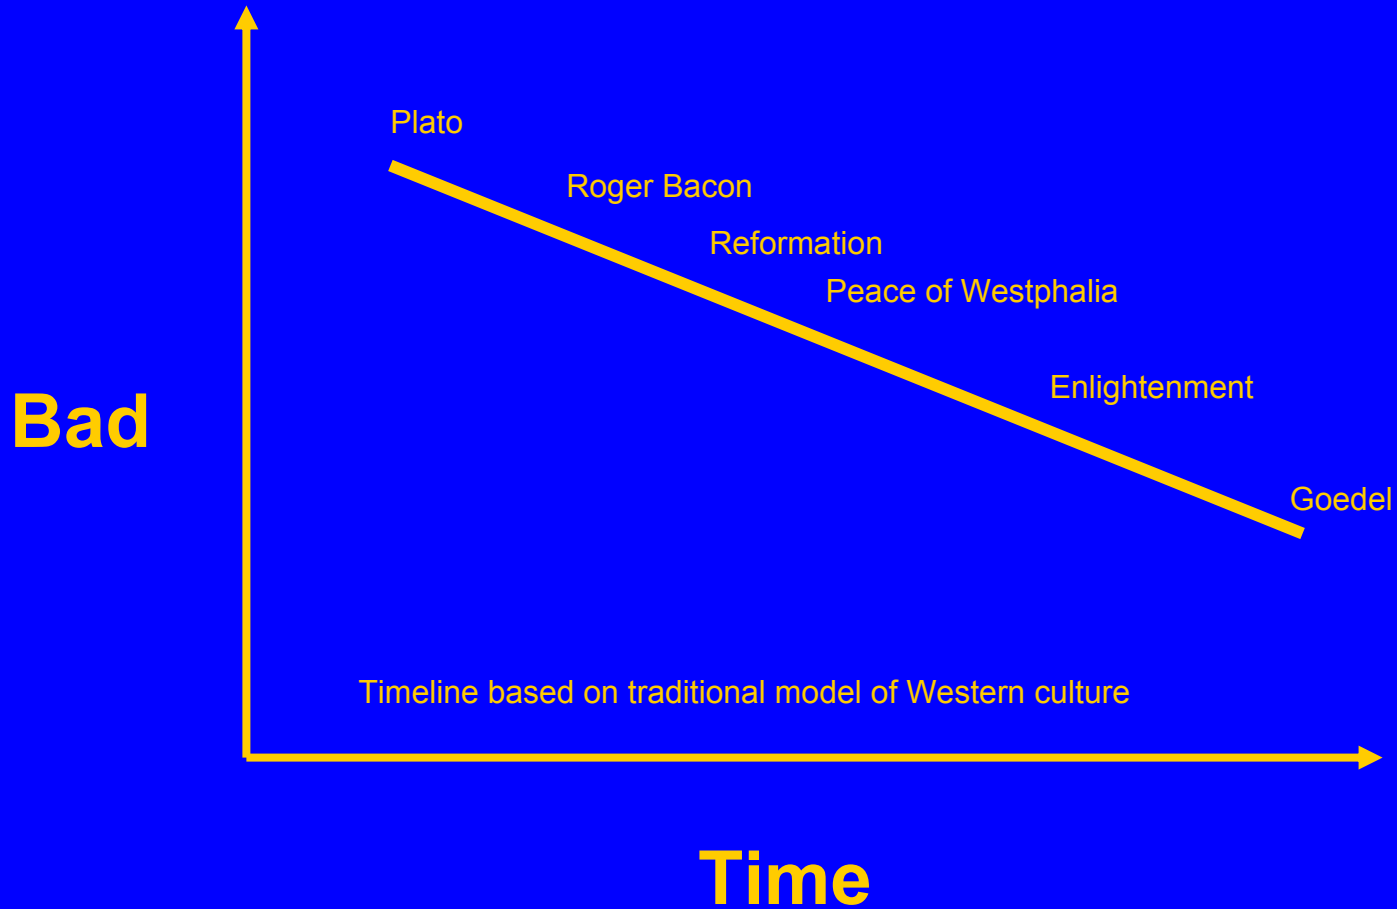 Plato
Roger Bacon
Reformation
Peace of Westphalia
Enlightenment
Bad
Goedel
Timeline based on traditional model of Western culture
Time